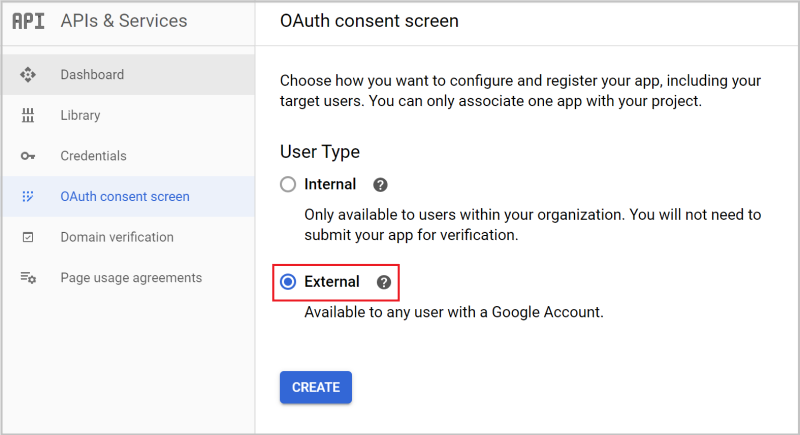 API APIs & Services
OAuth consent screen
Dashboard
Library
Credentials
OAuth consent screen
Domain verification
Page usage agreements
Choose how you want to configure and register your app, including your
target users. You can only associate one app with your project.
User Type
Internal ?
Only available to users within your organization. You will not need to
submit your app for verification.
External ?
Available to any user with a Google Account.
CREATE